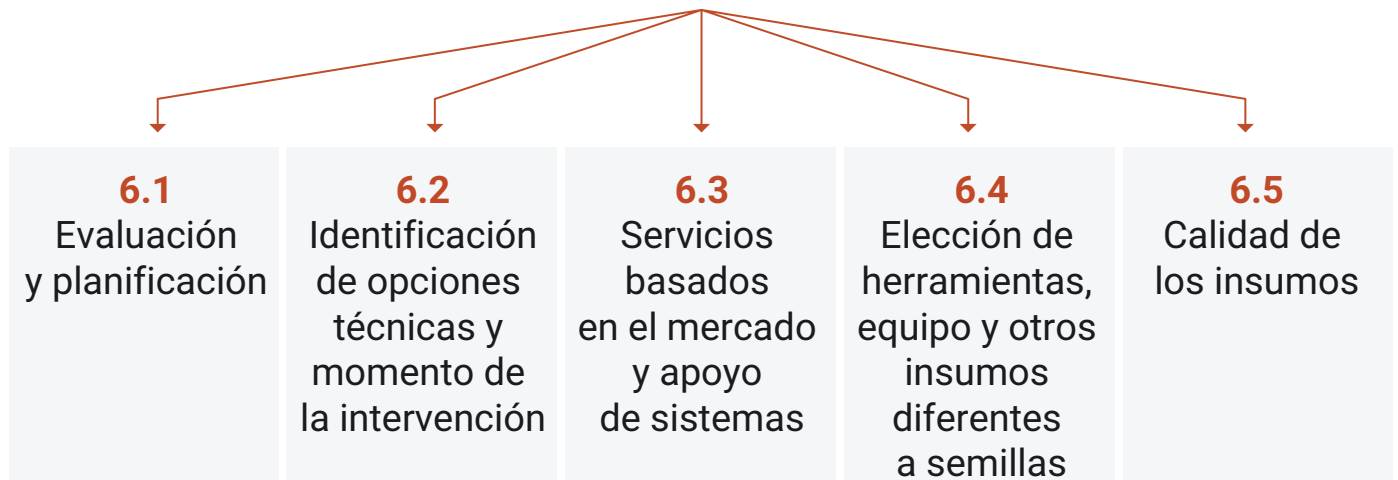 6.1
Evaluación
y planificación
6.2
Identificación
de opciones
técnicas y
momento de
la intervención
6.3
Servicios
basados
en el mercado
y apoyo
de sistemas
6.4
Elección de
herramientas,
equipo y otros
insumos
diferentes
a semillas
6.5
Calidad de
los insumos